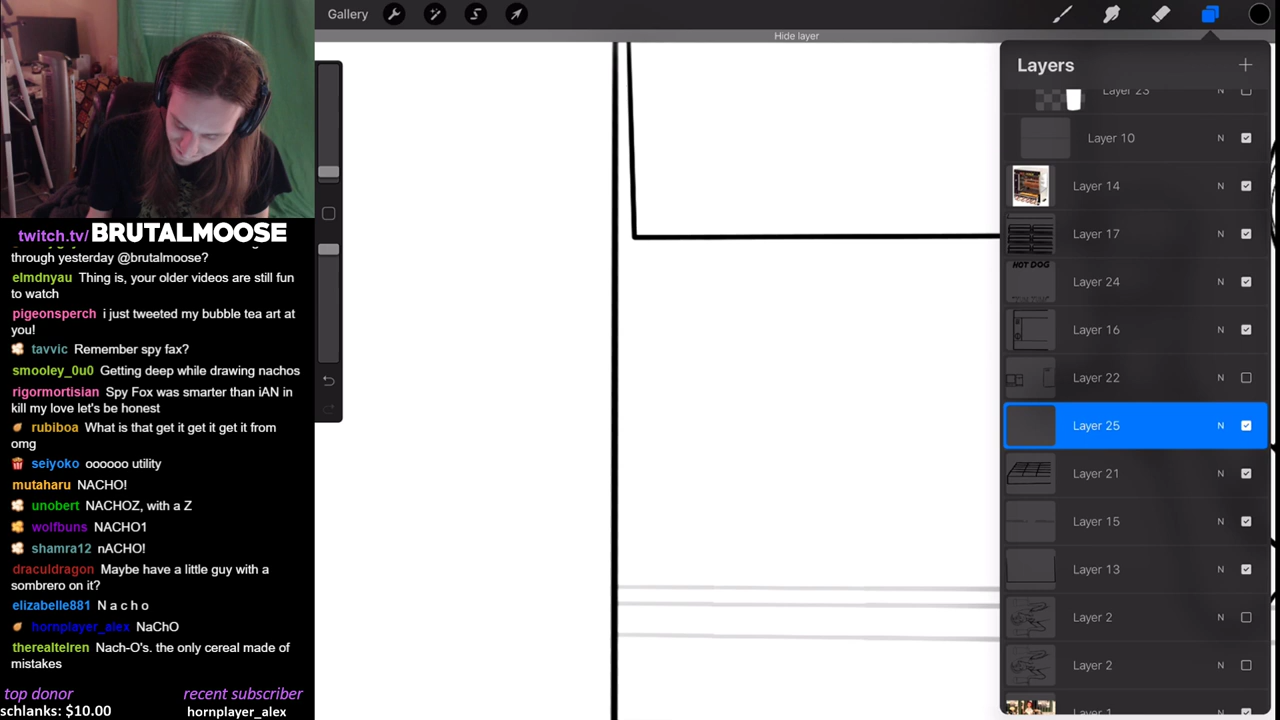 Gallery
Hide layer
Layers
Layer 23
N
Layer 10
N
Layer 14
N
Layer 17
N
HOT DOG
Layer 24
N
Layer 16
N
Layer 22
N
Layer 25
N
Layer 21
N
Layer 15
N
Layer 13
N
Layer 2
N
Layer 2
N
Layer 1
N
twitch.tv/BRUTALMOOSE
through yesterday @brutalmoose?
elmdnyau Thing is, your older videos are still fun
to watch
pigeonsperch i just tweeted my bubble tea art at
you!
tavvic Remember spy fax?
smooley_0u0 Getting deep while drawing nachos
rigormortisian Spy Fox was smarter than iAN in
kill my love let's be honest
rubiboa What is that get it get it get it from
omg
seiyoko oooooo utility
mutaharu NACHO!
unobert NACHOZ, with a Z
wolfbuns NACHO1
shamra12 nACHO!
draculdragon Maybe have a little guy with a
sombrero on it?
elizabelle881 N a c h o
hornplayer_alex NaChO
therealtelren Nach-O's. the only cereal made of
mistakes
top donor
schlanks: $10.00
recent subscriber
hornplayer_alex